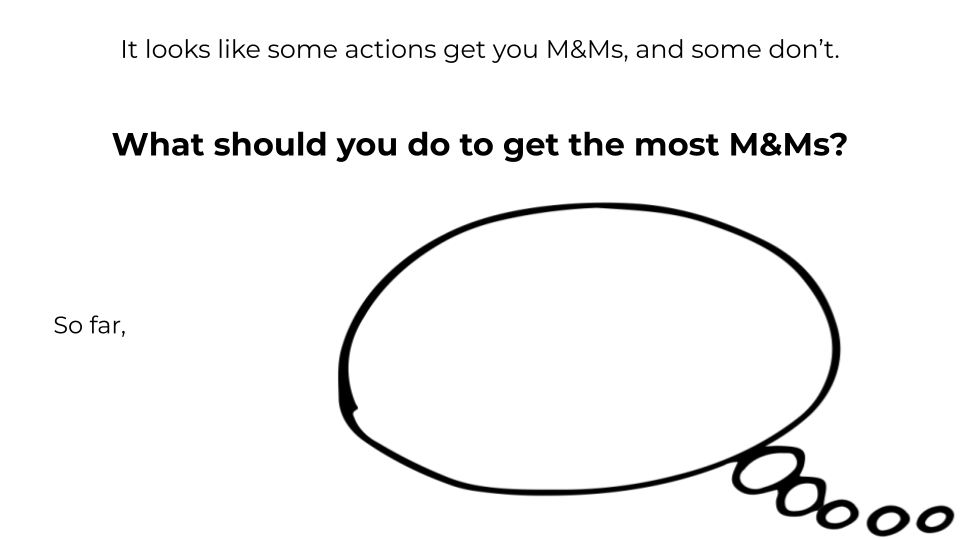 It looks like some actions get you M&Ms, and some don’t.
What should you do to get the most M&Ms?
So far,